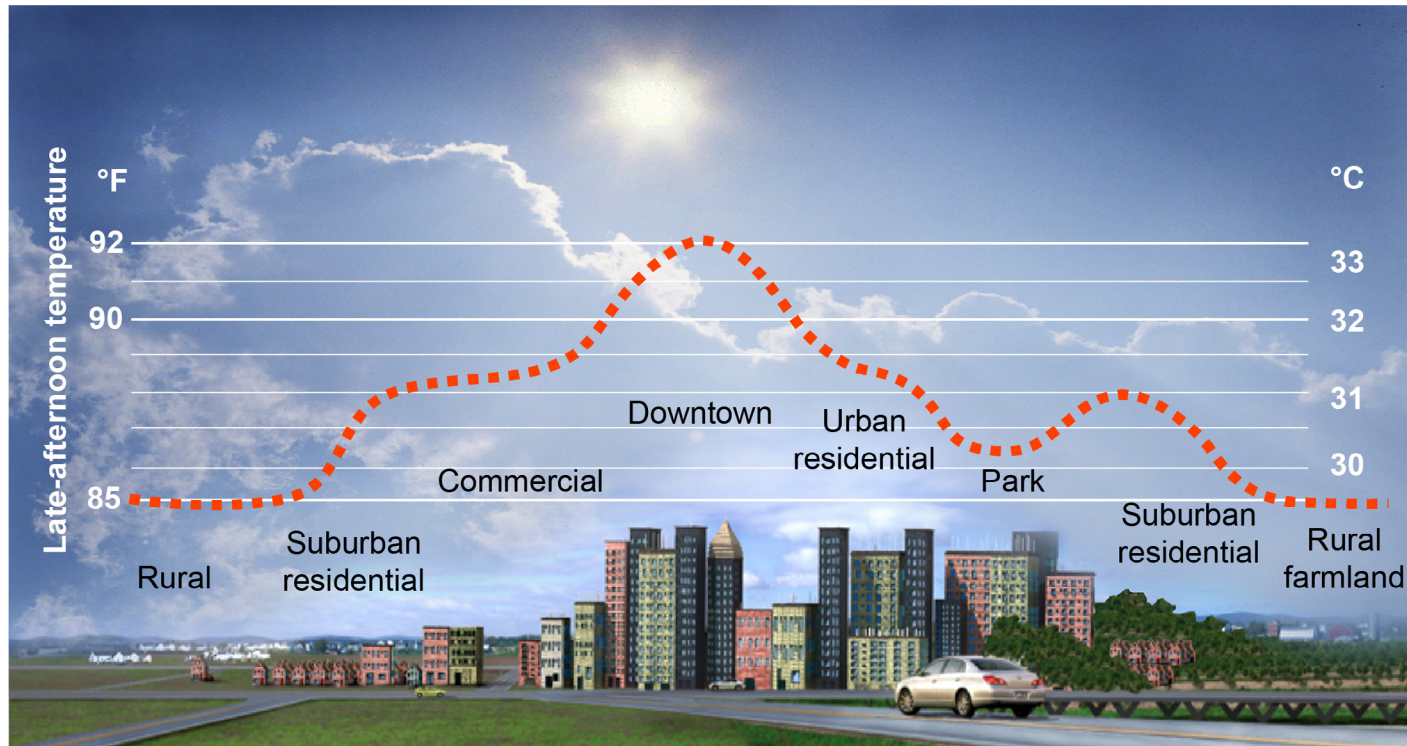 Late-afternoon temperature
°F
°C
92
33
90
32
31
Downtown
Urban
residential
30
Commercial
Park
85
Suburban
residential
Suburban
residential
Rural
farmland
Rural